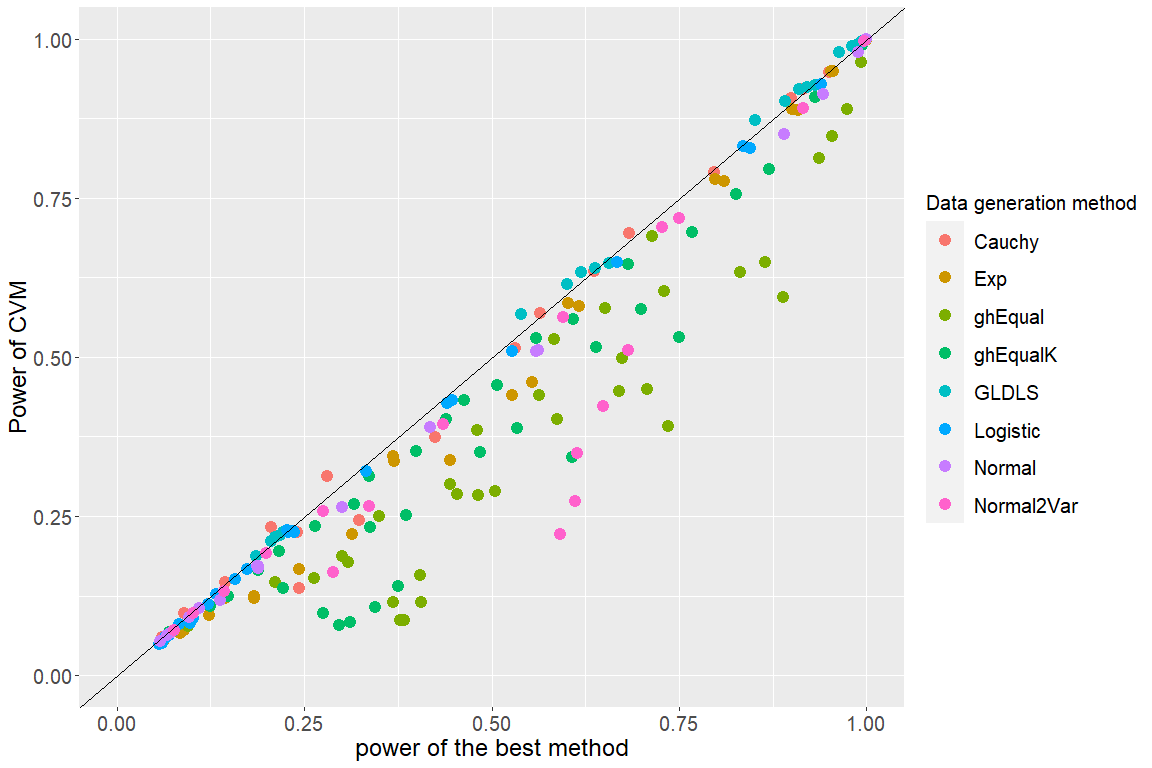 1.00
0.75
0.50
0.25
0.00
Power of CVM
0.00 0.25 0.50 0.75 1.00
power of the best method
Data generation method
Cauchy
Exp
ghEqual
ghEqualK
GLDLS
Logistic
Normal
Normal2Var